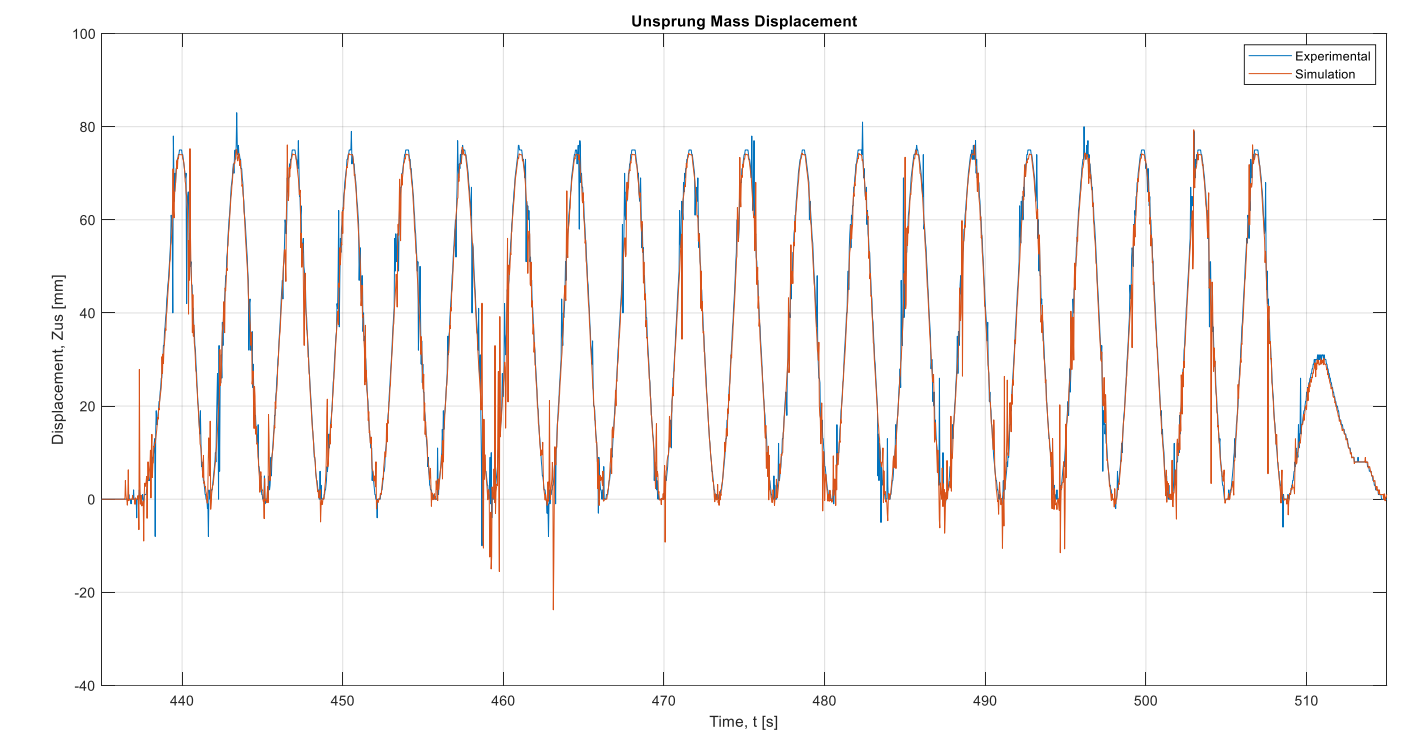 Unsprung Mass Displacement
Experimental
Simulation
100
80
60
40
20
0
-20
-40
Displacement, Zus [mm]
440 450 460 470 480 490 500 510
Time, t [s]